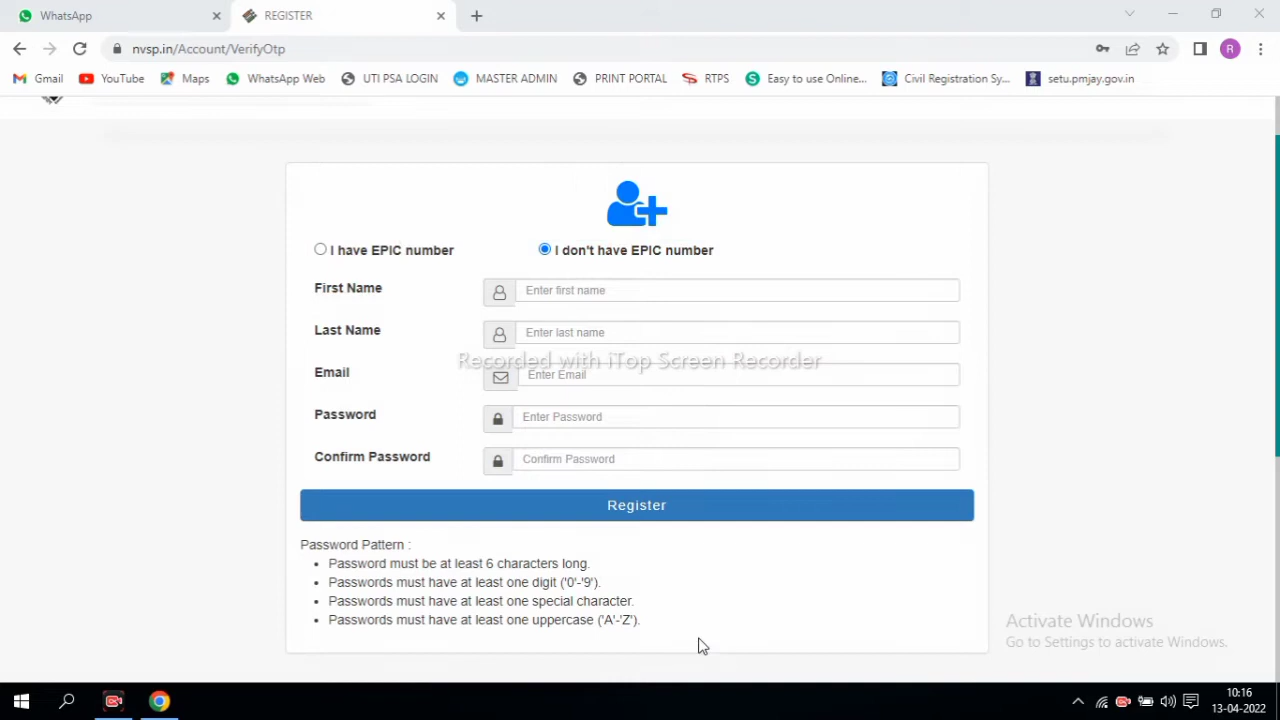 WhatsApp
REGISTER
nvsp.in/Account/VerifyOtp
R
Gmail
YouTube
Maps
WhatsApp Web
UTI PSA LOGIN
MASTER ADMIN
PRINT PORTAL
RTPS
Easy to use Online...
Civil Registration Sy...
setu.pmjay.gov.in
I have EPIC number
I don't have EPIC number
First Name
Enter first name
Last Name
Enter last name
Recorded with iTop Screen Recorder
Email
Enter Email
Password
Enter Password
Confirm Password
Confirm Password
Register
Password Pattern :
Password must be at least 6 characters long.
Passwords must have at least one digit ('0'-'9').
Passwords must have at least one special character.
Passwords must have at least one uppercase ('A'-'Z').
Activate Windows
Go to Settings to activate Windows.
10:16
13-04-2022